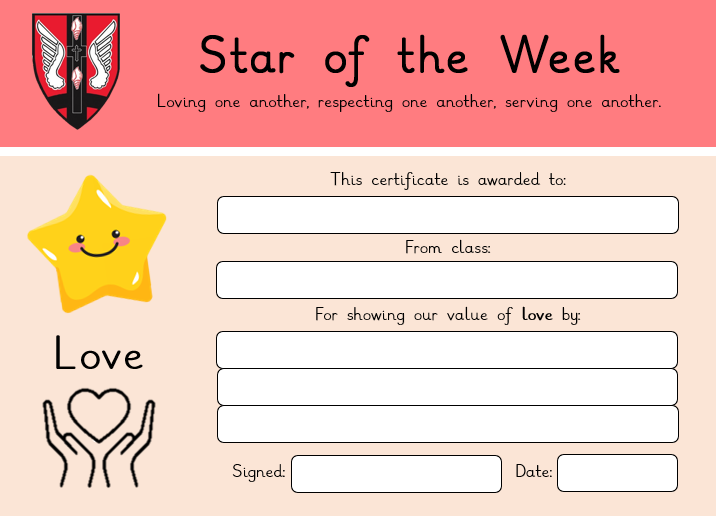 Star of the Week
Loving one another, respecting one another, serving one another.
This certificate is awarded to:
From class:
For showing our value of love by:
Love
Signed:
Date: